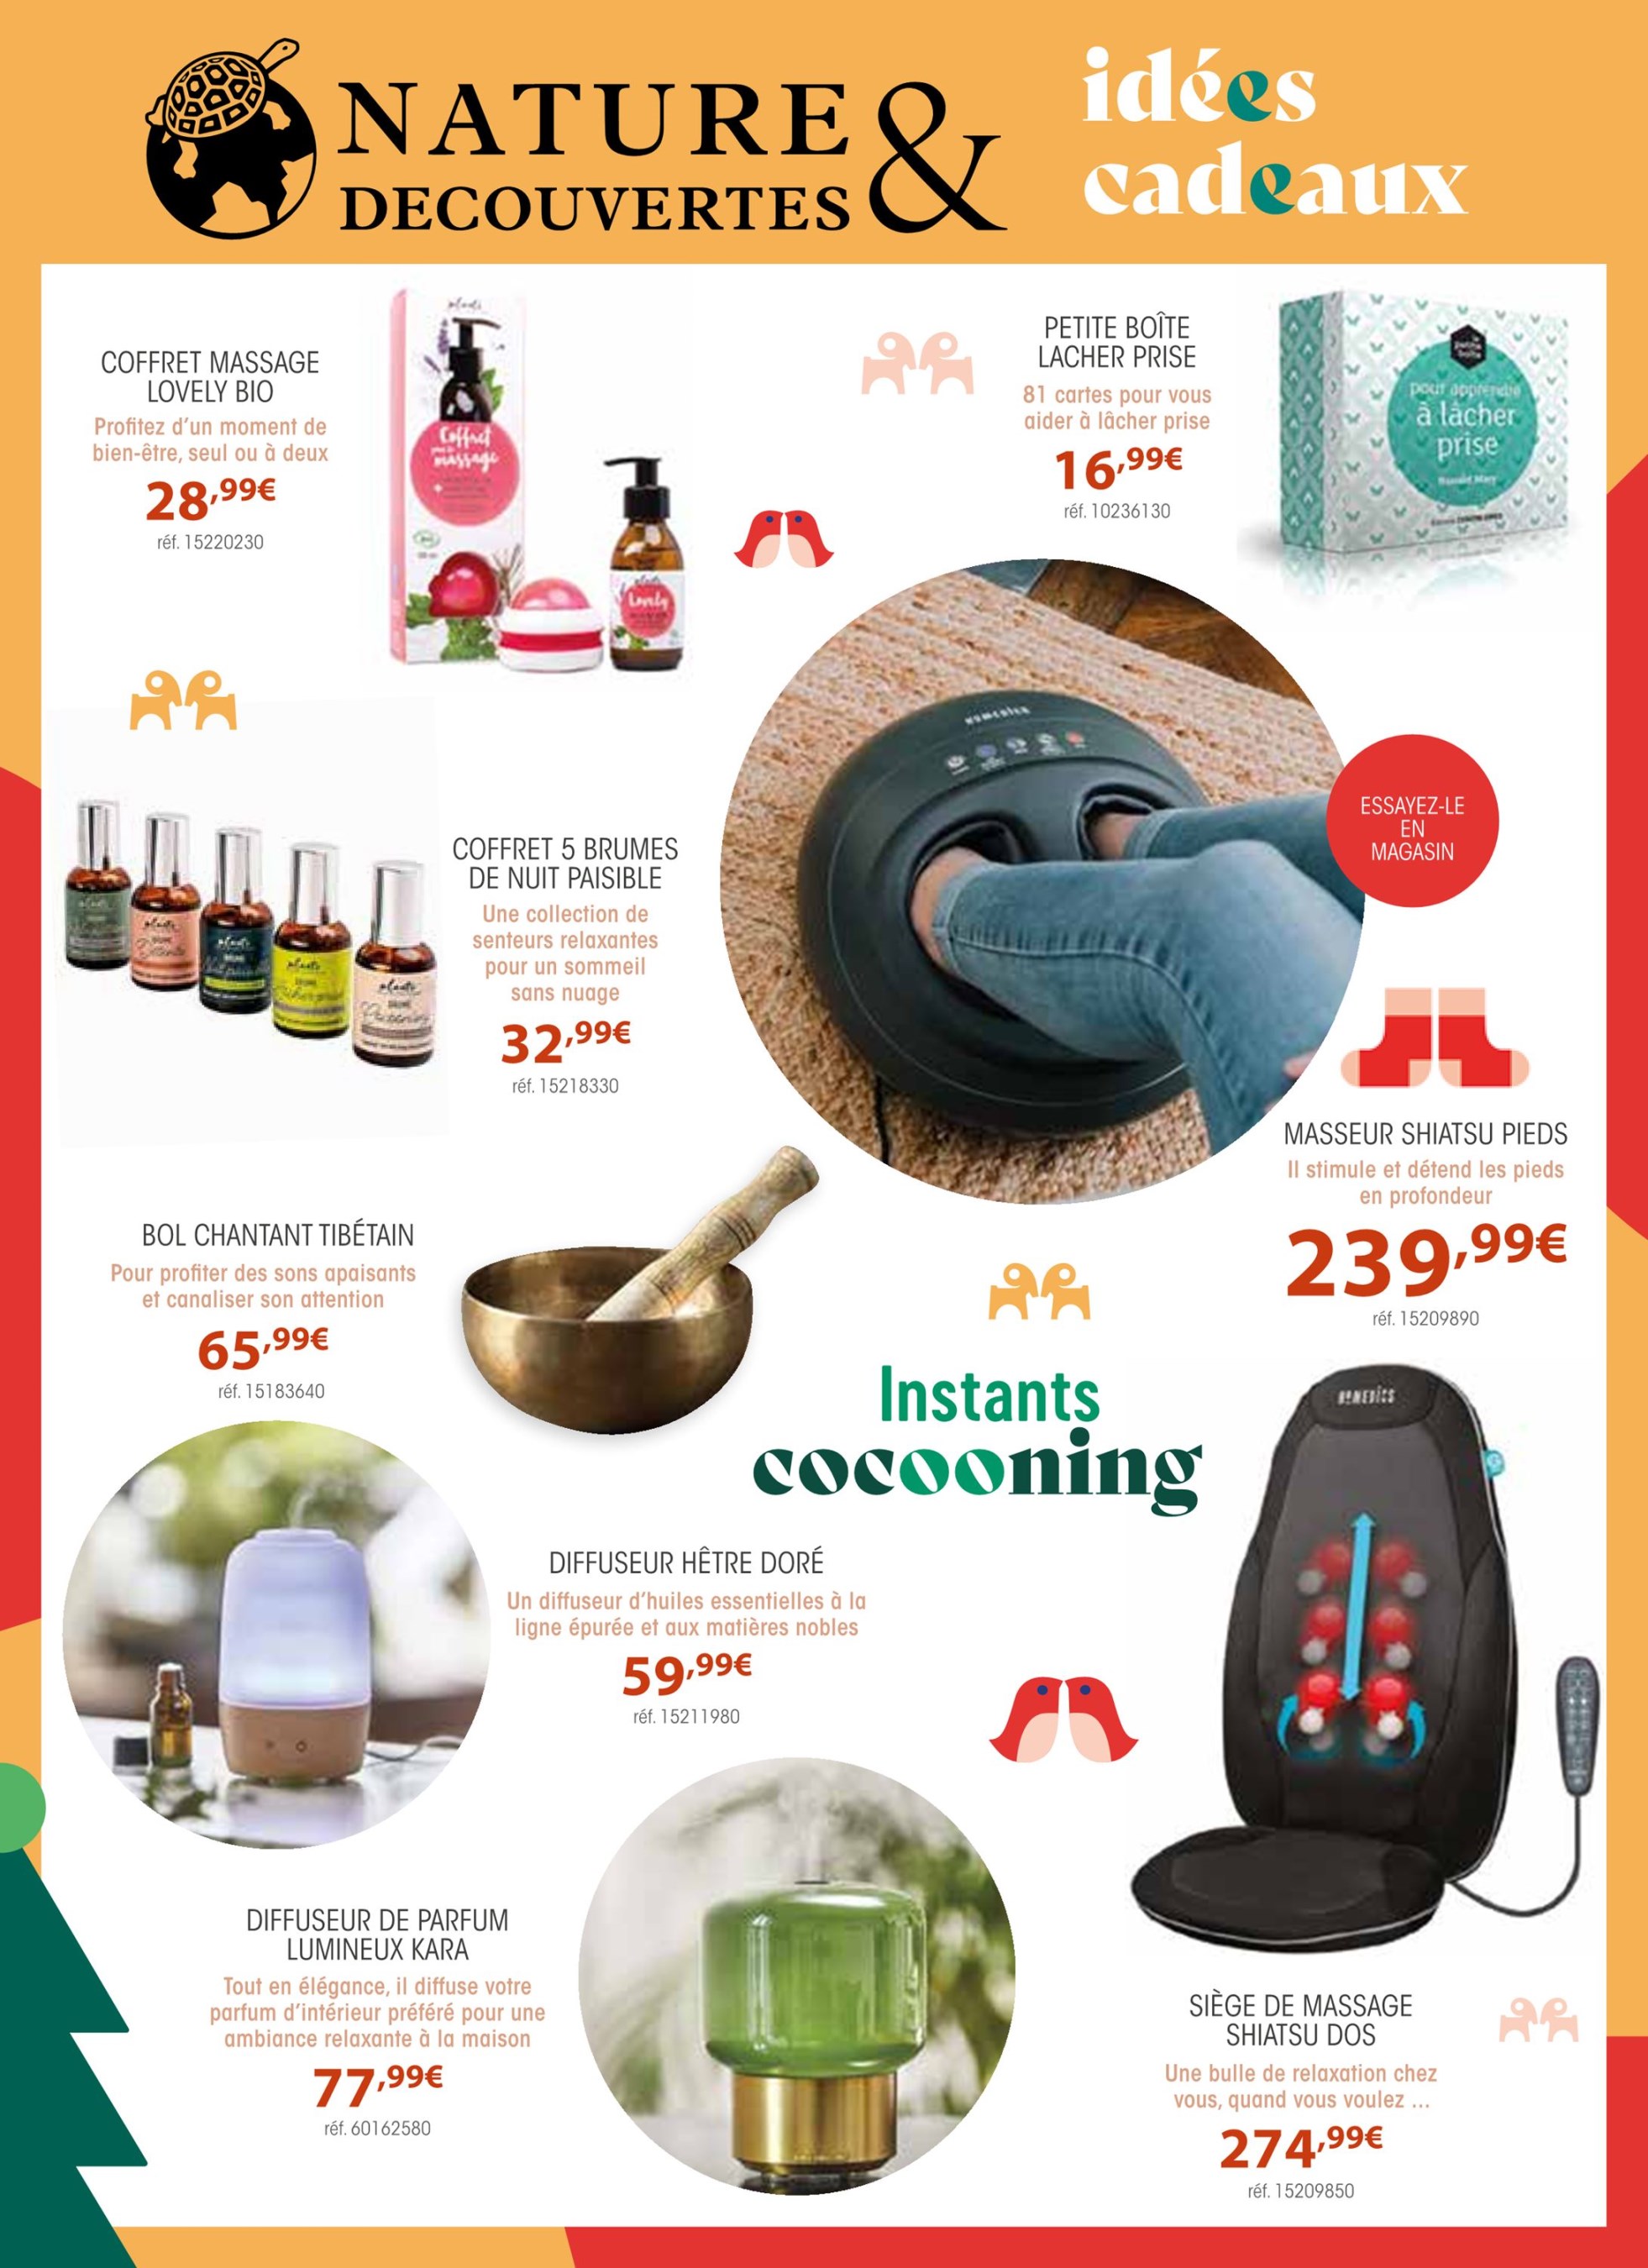 NATURE &
DECOUVERTES
idées
cadeaux
COFFRET MASSAGE
LOVELY BIO
Profitez d'un moment de
bien-être, seul ou à deux
28,99€
réf. 15220230
Coffret
massage
Lovely
PETITE BOÎTE
LACHER PRISE
81 cartes pour vous
aider à lâcher prise
16,99€
réf. 10236130
pour apprendre
à lâcher
prise
HOMEDICS
ESSAYEZ-LE
EN
MAGASIN
COFFRET 5 BRUMES
DE NUIT PAISIBLE
Une collection de
senteurs relaxantes
pour un sommeil
sans nuage
32,99€
réf. 15218330
MASSEUR SHIATSU PIEDS
Il stimule et détend les pieds
en profondeur
239,99€
réf. 15209890
BOL CHANTANT TIBÉTAIN
Pour profiter des sons apaisants
et canaliser son attention
65,99€
réf. 15183640
Instants
cocooning
HOMEDICS
DIFFUSEUR HÊTRE DORÉ
Un diffuseur d'huiles essentielles à la
ligne épurée et aux matières nobles
59,99€
réf. 15211980
DIFFUSEUR DE PARFUM
LUMINEUX KARA
Tout en élégance, il diffuse votre
parfum d'intérieur préféré pour une
ambiance relaxante à la maison
77,99€
réf. 60162580
SIÈGE DE MASSAGE
SHIATSU DOS
Une bulle de relaxation chez
vous, quand vous voulez ...
274,99€
réf. 15209850